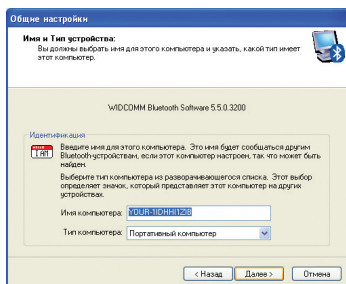 Общие настройки
Имя и Тип устройства:
Вы должны выбрать имя для этого компьютера и указать, какой тип имеет
этот компьютер.
WIDCOMM Bluetooth Software 5.5.0.3200
Идентификация
Введите имя для этого компьютера. Это имя будет сообщаться другим
Bluetooth-устройствам, если этот компьютер настроен, так что может быть
найден.
Выберите тип компьютера из разворачивающегося списка. Этот выбор
определяет значок, который представляет этот компьютер на других
устройствах.
Имя компьютера:
Тип компьютера: Портативный компьютер
< Назад Далее > Отмена